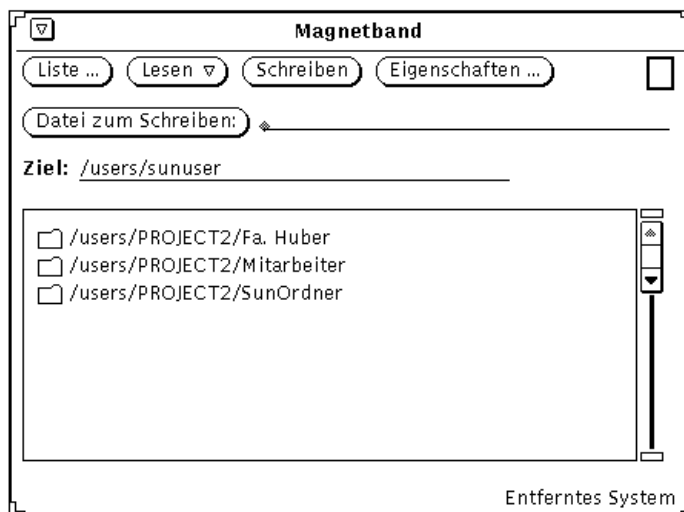 Magnetband
Liste ... Lesen Schreiben Eigenschaften ...
Datei zum Schreiben:
Ziel: /users/sunuser
/users/PROJECT2/Fa. Huber
/users/PROJECT2/Mitarbeiter
/users/PROJECT2/SunOrdner
Entferntes System